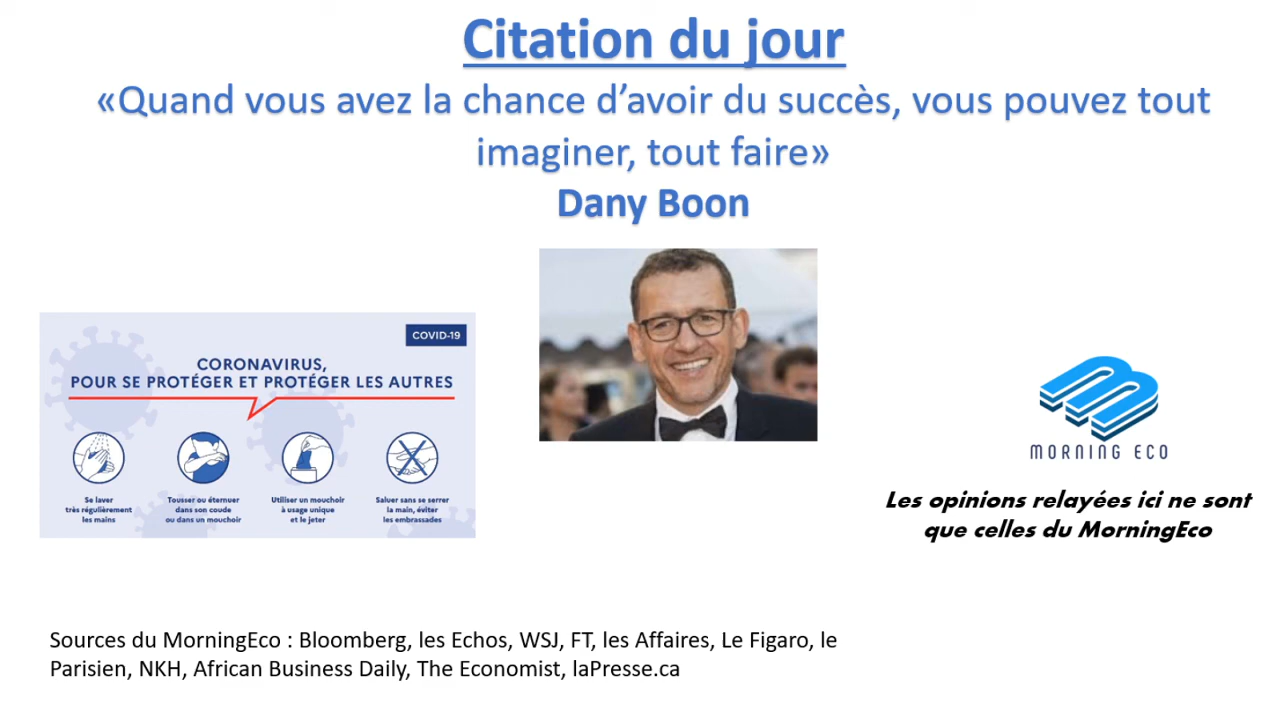 Citation du jour
«Quand vous avez la chance d’avoir du succès, vous pouvez tout
imaginer, tout faire»
Dany Boon
COVID-19
CORONAVIRUS,
POUR SE PROTÉGER ET PROTÉGER LES AUTRES
Se laver
très régulièrement
les mains
Tousser ou éternuer
dans son coude
ou dans un mouchoir
Utiliser un mouchoir
à usage unique
et le jeter
Saluer sans se serrer
la main, éviter
les embrassades
MORNING ECO
Les opinions relayées ici ne sont
que celles du MorningEco
Sources du MorningEco : Bloomberg, les Echos, WSJ, FT, les Affaires, Le Figaro, le
Parisien, NKH, African Business Daily, The Economist, laPresse.ca